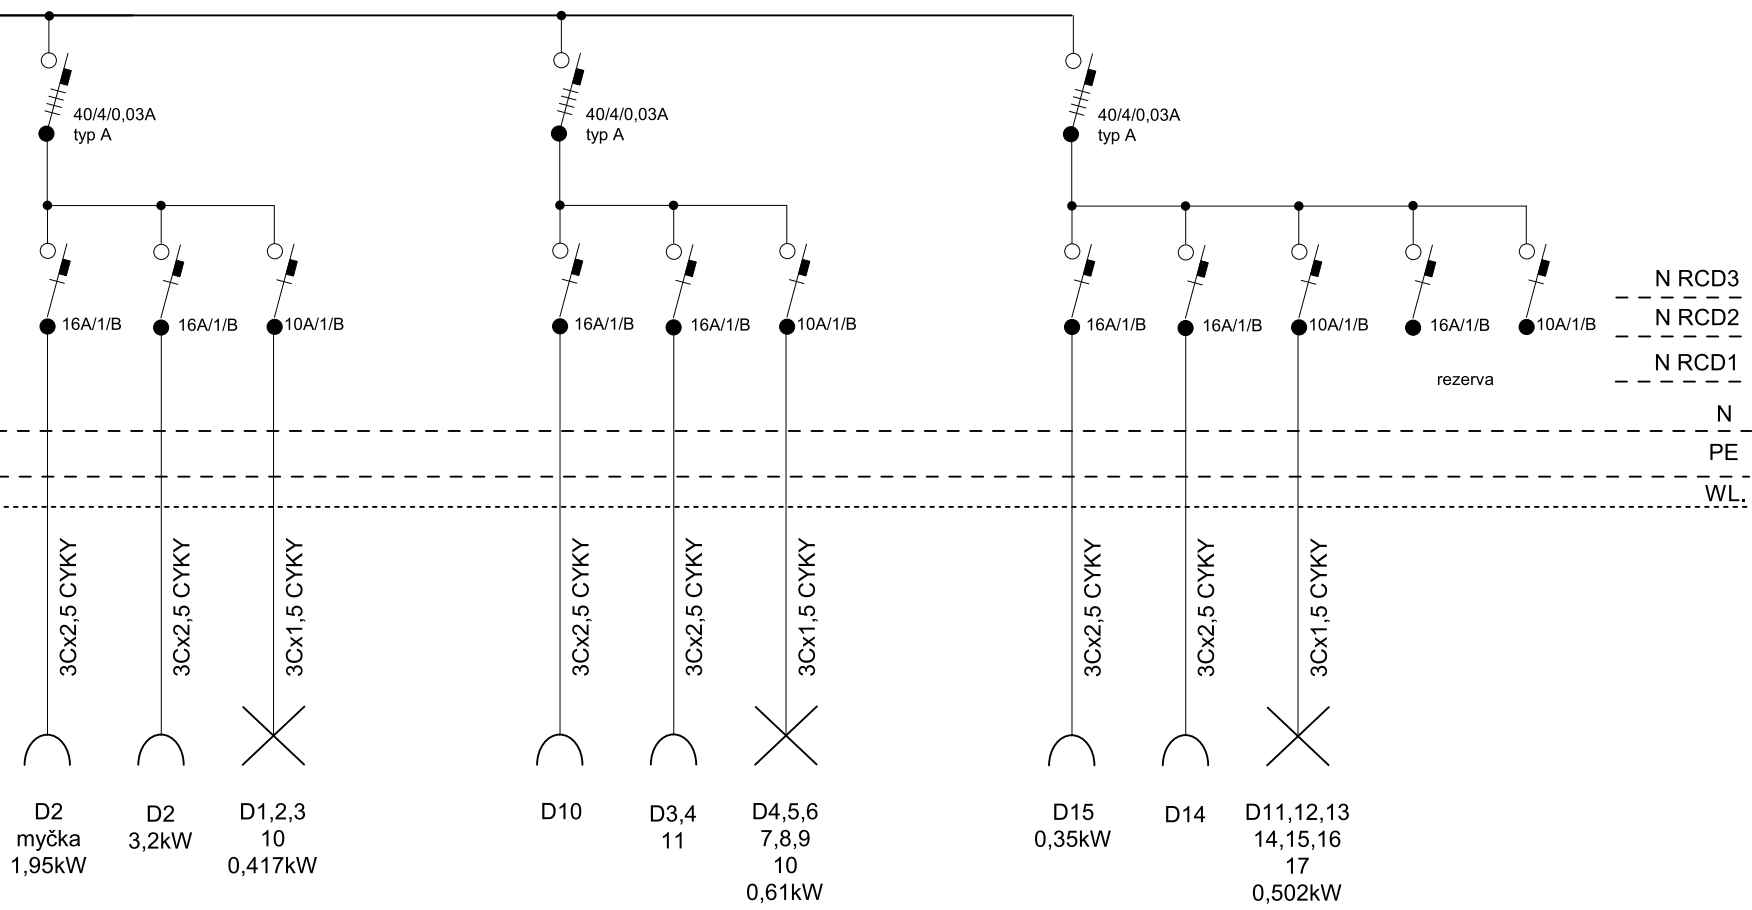 40/4/0,03A
typ A
40/4/0,03A
typ A
40/4/0,03A
typ A
16A/1/B
16A/1/B
10A/1/B
16A/1/B
16A/1/B
10A/1/B
16A/1/B
16A/1/B
10A/1/B
16A/1/B
10A/1/B
rezerva
N RCD3
N RCD2
N RCD1
N
PE
WL.
3Cx2,5 CYKY
3Cx2,5 CYKY
3Cx1,5 CYKY
3Cx2,5 CYKY
3Cx2,5 CYKY
3Cx1,5 CYKY
3Cx2,5 CYKY
3Cx2,5 CYKY
3Cx1,5 CYKY
D2
myčka
1,95kW
D2
3,2kW
D1,2,3
10
0,417kW
D10
D3,4
11
D4,5,6
7,8,9
10
0,61kW
D15
0,35kW
D14
D11,12,13
14,15,16
17
0,502kW